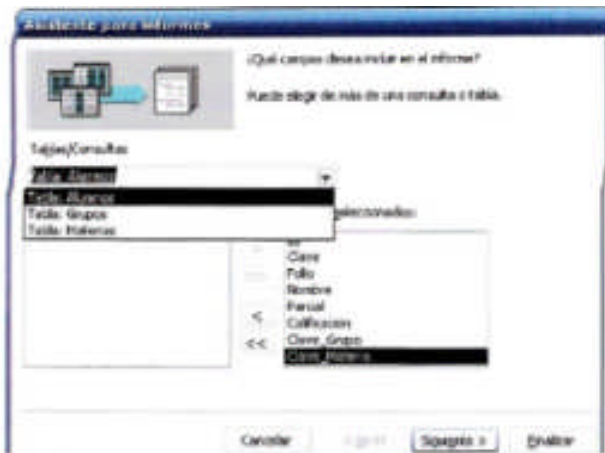 Asistente para informes
¿Qué campos desea incluir en el informe?
Puede elegir de más de una consulta o tabla.
Tablas/Consultas
Tabla: Alumnos
Tabla: Alumnos
Tabla: Grupos
Tabla: Materias
seleccionados:
Id
Clave
Folio
Nombre
Parcial
Calificacion
<
Clave_Grupo
<<
Clave_Materia
Cancelar
Siguiente >
Finalizar